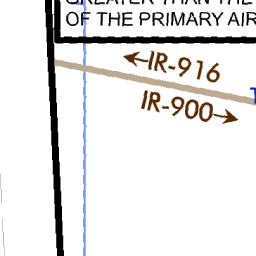 GREATER THAN THE
OF THE PRIMARY AIR
←IR-916
IR-900→